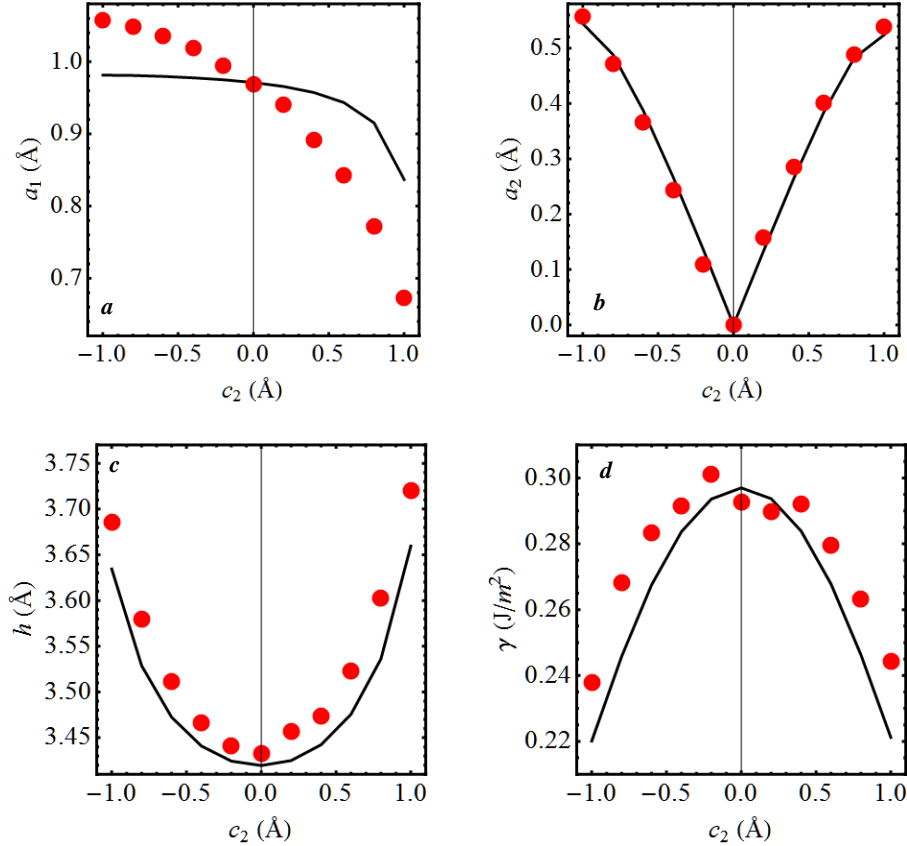 a₁ (Å)
1.0
0.9
0.8
0.7
a
−1.0 −0.5 0.0 0.5 1.0
c₂ (Å)
a₂ (Å)
0.5
0.4
0.3
0.2
0.1
0.0
b
−1.0 −0.5 0.0 0.5 1.0
c₂ (Å)
h (Å)
3.75
3.70
3.65
3.60
3.55
3.50
3.45
c
−1.0 −0.5 0.0 0.5 1.0
c₂ (Å)
γ (J/m²)
0.30
0.28
0.26
0.24
0.22
d
−1.0 −0.5 0.0 0.5 1.0
c₂ (Å)